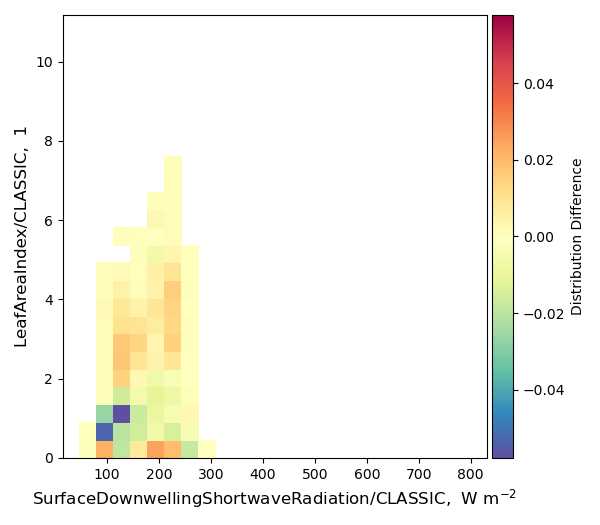 LeafAreaIndex/CLASSIC, 1
10
8
6
4
2
0
100 200 300 400 500 600 700 800
SurfaceDownwellingShortwaveRadiation/CLASSIC, W m⁻²
0.04
0.02
0.00
−0.02
−0.04
Distribution Difference